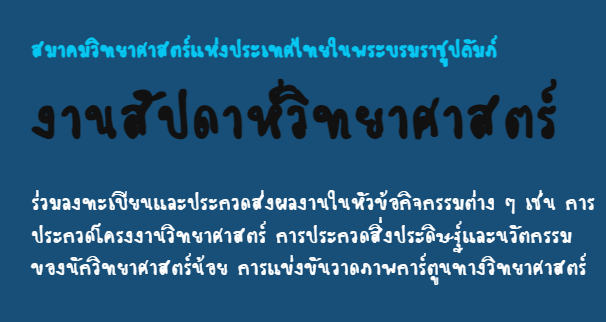 สมาคมวิทยาศาสตร์แห่งประเทศไทยในพระบรมราชูปถัมภ์
งานสัปดาห์วิทยาศาสตร์
ร่วมลงทะเบียนและประกวดส่งผลงานในหัวข้อกิจกรรมต่าง ๆ เช่น การ
ประกวดโครงงานวิทยาศาสตร์ การประกวดสิ่งประดิษฐ์และนวัตกรรม
ของนักวิทยาศาสตร์น้อย การแข่งขันวาดภาพการ์ตูนทางวิทยาศาสตร์